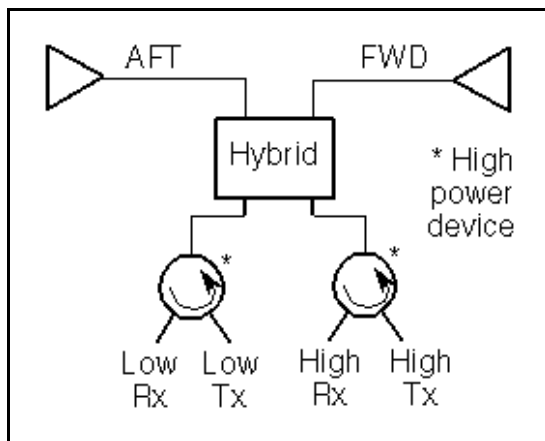 AFT
FWD
Hybrid
* High
power
device
*
*
Low
Rx
Low
Tx
High
Rx
High
Tx